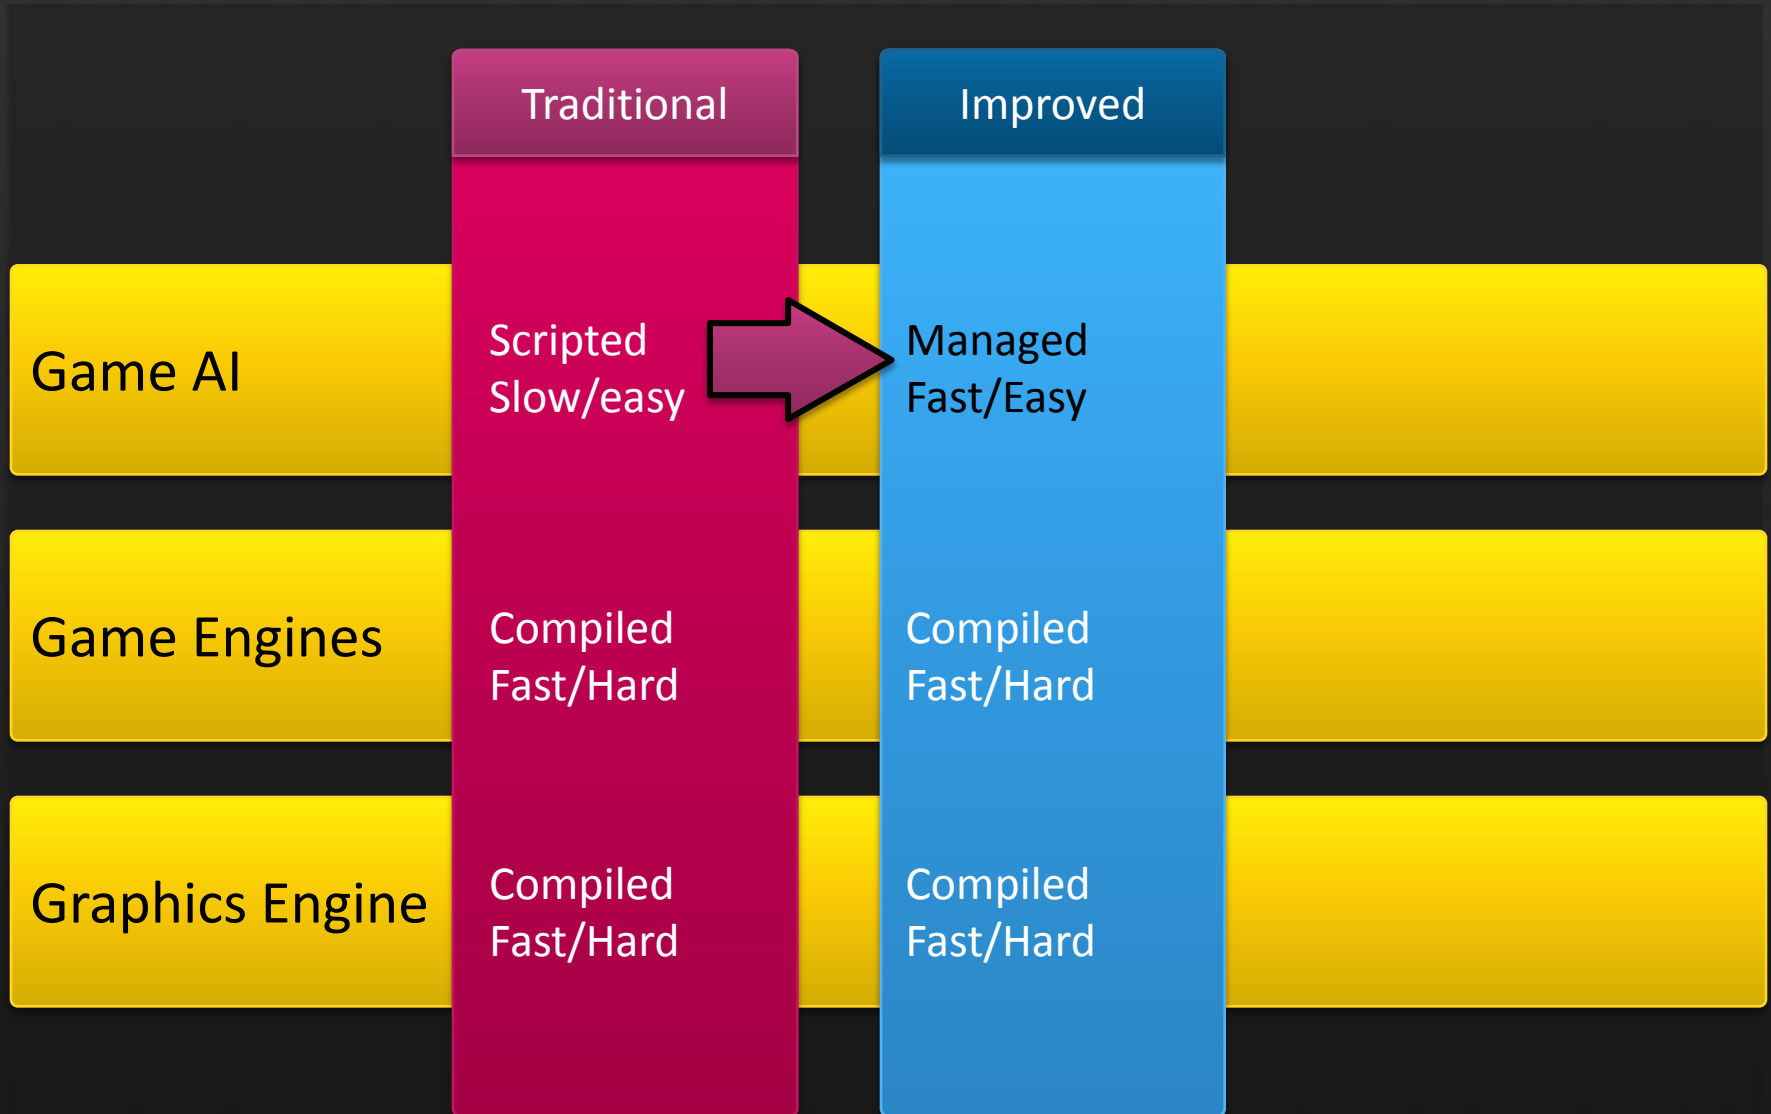 Traditional
Improved
Game AI
Scripted
Slow/easy
Managed
Fast/Easy
Game Engines
Compiled
Fast/Hard
Compiled
Fast/Hard
Graphics Engine
Compiled
Fast/Hard
Compiled
Fast/Hard